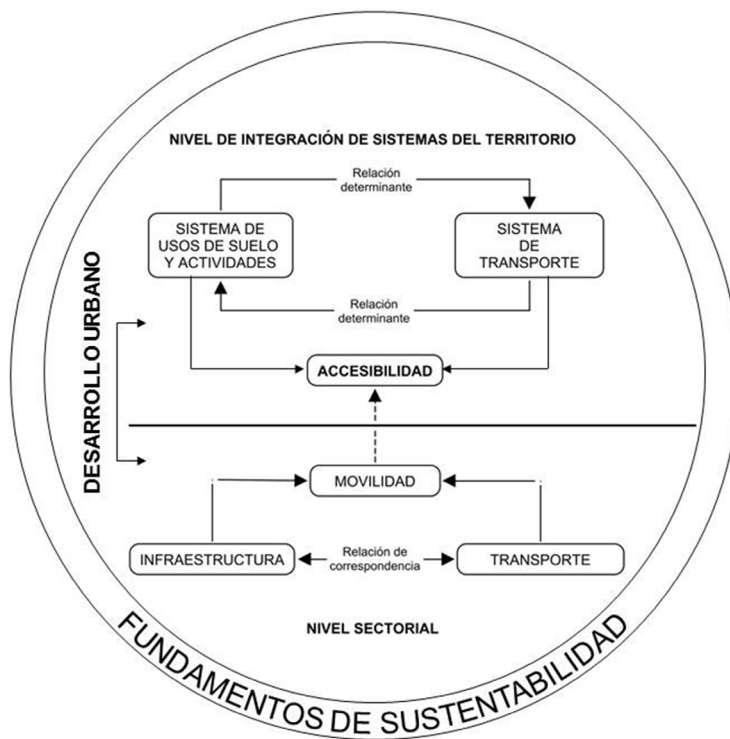 NIVEL DE INTEGRACIÓN DE SISTEMAS DEL TERRITORIO
Relación
determinante
SISTEMA DE
USOS DE SUELO
Y ACTIVIDADES
SISTEMA
DE
TRANSPORTE
Relación
determinante
ACCESIBILIDAD
DESARROLLO URBANO
MOVILIDAD
INFRAESTRUCTURA
Relación de
correspondencia
TRANSPORTE
NIVEL SECTORIAL
FUNDAMENTOS DE SUSTENTABILIDAD